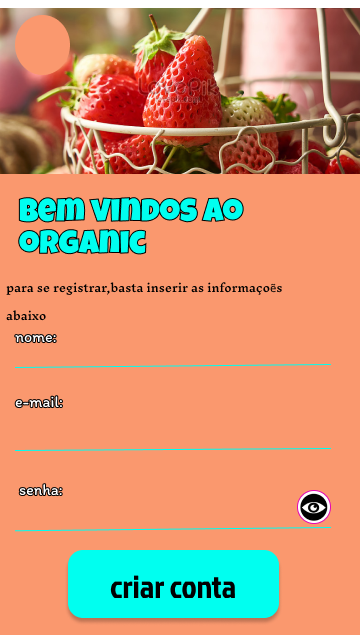 Bem vindos ao
organic
para se registrar,basta inserir as informaçoẽs
abaixo
nome:
e-mail:
senha:
criar conta